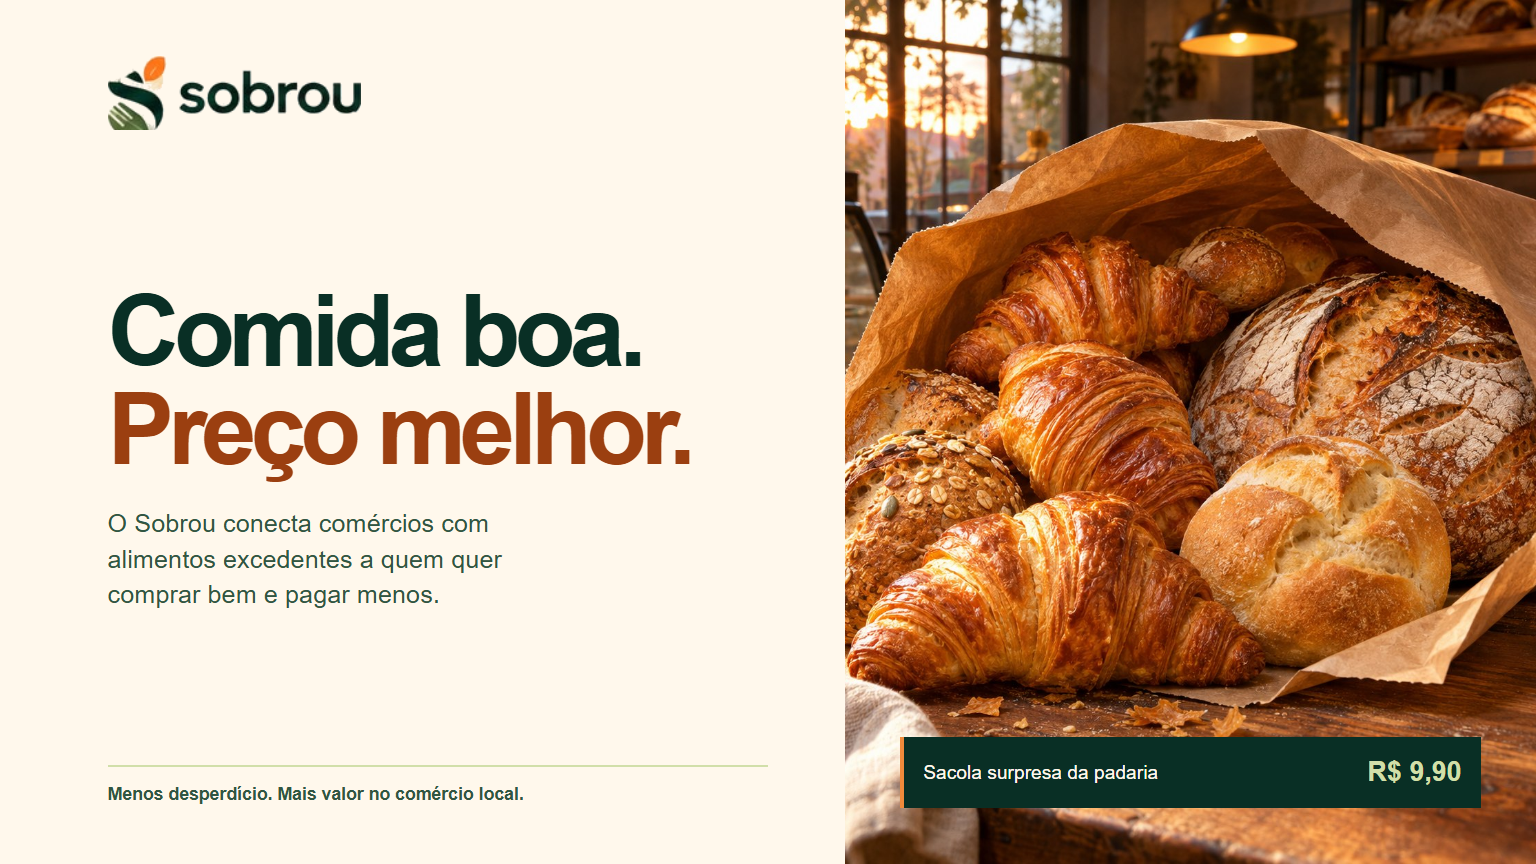 sobrou
Comida boa.
Preço melhor.
O Sobrou conecta comércios com
alimentos excedentes a quem quer
comprar bem e pagar menos.
Menos desperdício. Mais valor no comércio local.
Sacola surpresa da padaria
R$ 9,90